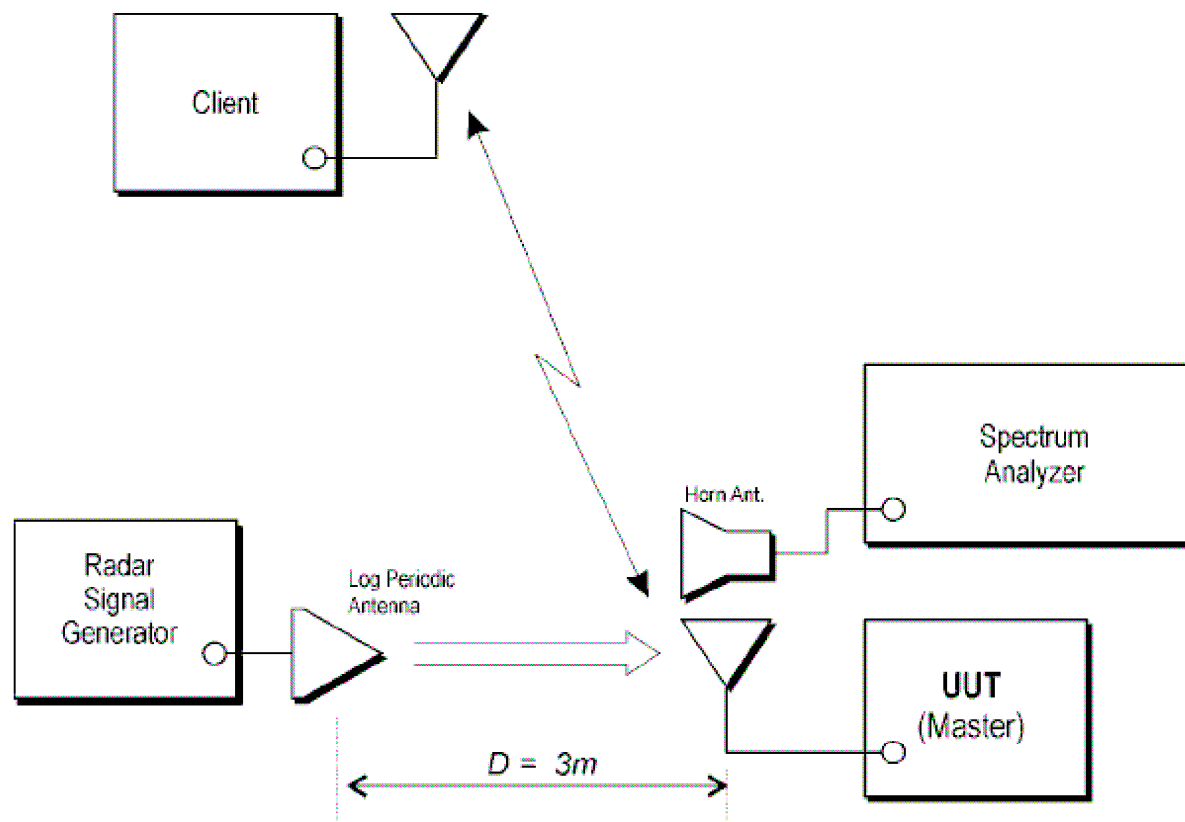 Client
Spectrum
Analyzer
Horn Ant.
Radar
Signal
Generator
Log Periodic
Antenna
UUT
(Master)
D = 3m